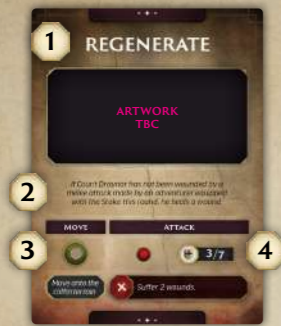 1
REGENERATE
ARTWORK
TBC
2
If Count Draynor has not been wounded by a
melee attack made by an adventurer equipped
with the Stake this round, he heals a wound.
MOVE
ATTACK
3
3/7
4
Move onto the
coffin terrain
Suffer 2 wounds.